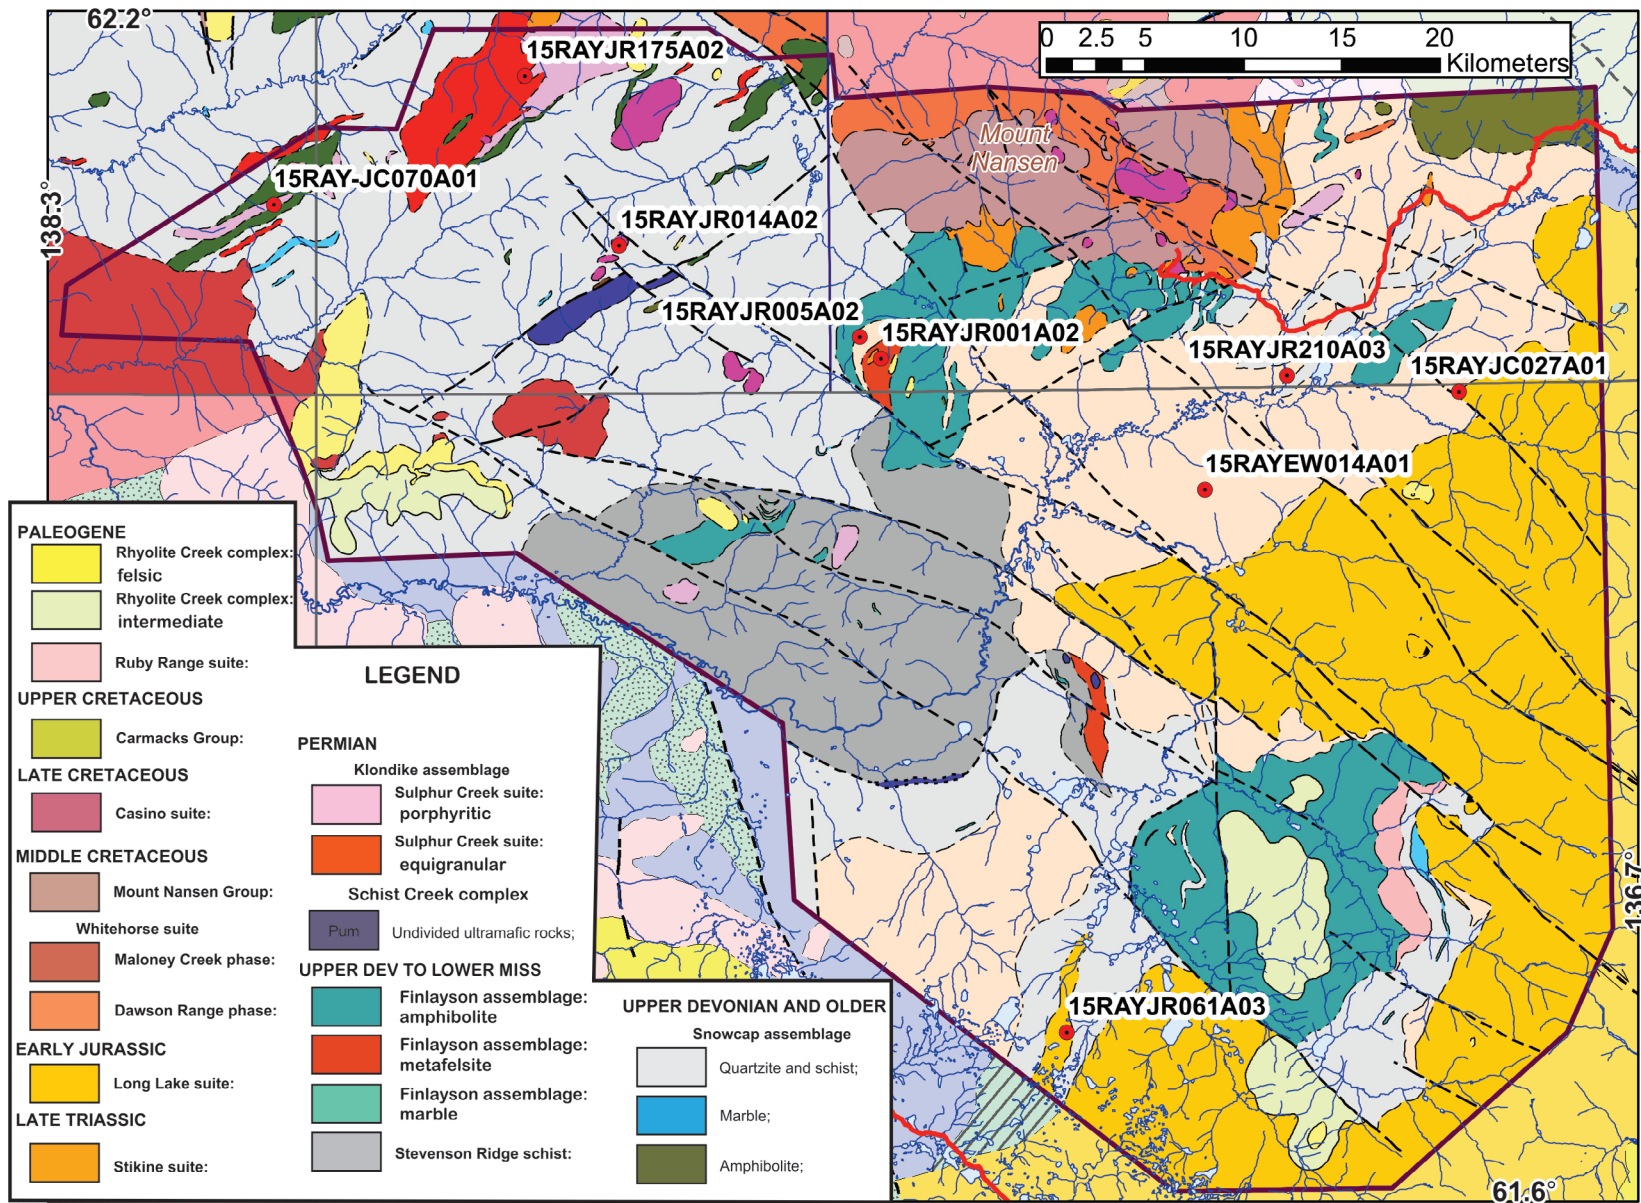 62.2°
0 2.5 5 10 15 20
Kilometers
15RAYJR175A02
Mount
Nansen
15RAY-JC070A01
138.3°
15RAYJR014A02
15RAYJR005A02
15RAYJR001A02
15RAYJR210A03
15RAYJC027A01
15RAYEW014A01
136.7°
15RAYJR061A03
61.6°
LEGEND
PALEOGENE
Rhyolite Creek complex:
felsic
Rhyolite Creek complex:
intermediate
Ruby Range suite:
UPPER CRETACEOUS
Carmacks Group:
LATE CRETACEOUS
Casino suite:
MIDDLE CRETACEOUS
Mount Nansen Group:
Whitehorse suite
Maloney Creek phase:
Dawson Range phase:
EARLY JURASSIC
Long Lake suite:
LATE TRIASSIC
Stikine suite:
PERMIAN
Klondike assemblage
Sulphur Creek suite:
porphyritic
Sulphur Creek suite:
equigranular
Schist Creek complex
Pum
Undivided ultramafic rocks;
UPPER DEV TO LOWER MISS
Finlayson assemblage:
amphibolite
Finlayson assemblage:
metafelsite
Finlayson assemblage:
marble
Stevenson Ridge schist:
UPPER DEVONIAN AND OLDER
Snowcap assemblage
Quartzite and schist;
Marble;
Amphibolite;